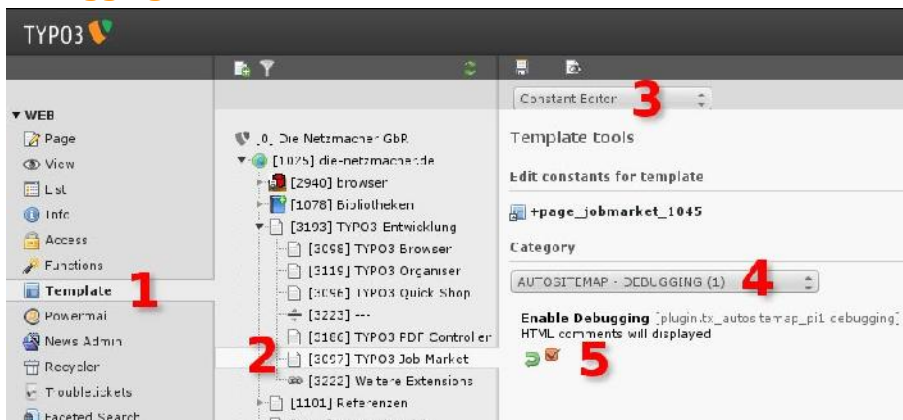 TYPO3
WEB
Page
View
List
Info
Access
Functions
Template
Powermail
News Admin
Recycler
Troubletickets
Faceted Search
1
[0] Die Netzmacher GbR
[1025] die-netzmacher.de
[2940] browser
[1078] Bibliotheken
[3193] TYPO3 Entwicklung
[3098] TYPO3 Browser
[3119] TYPO3 Organiser
[3096] TYPO3 Quick Shop
[3223] ---
[3186] TYPO3 PDF Controller
[3097] TYPO3 Job Market
[3222] Weitere Extensions
[1101] Referenzen
2
Constant Editor
3
Template tools
Edit constants for template
+page_jobmarket_1045
Category
AUTOSITEMAP - DEBUGGING (1)
4
Enable Debugging [plugin.tx_autositemap_pi1 debugging]
HTML comments will displayed
5